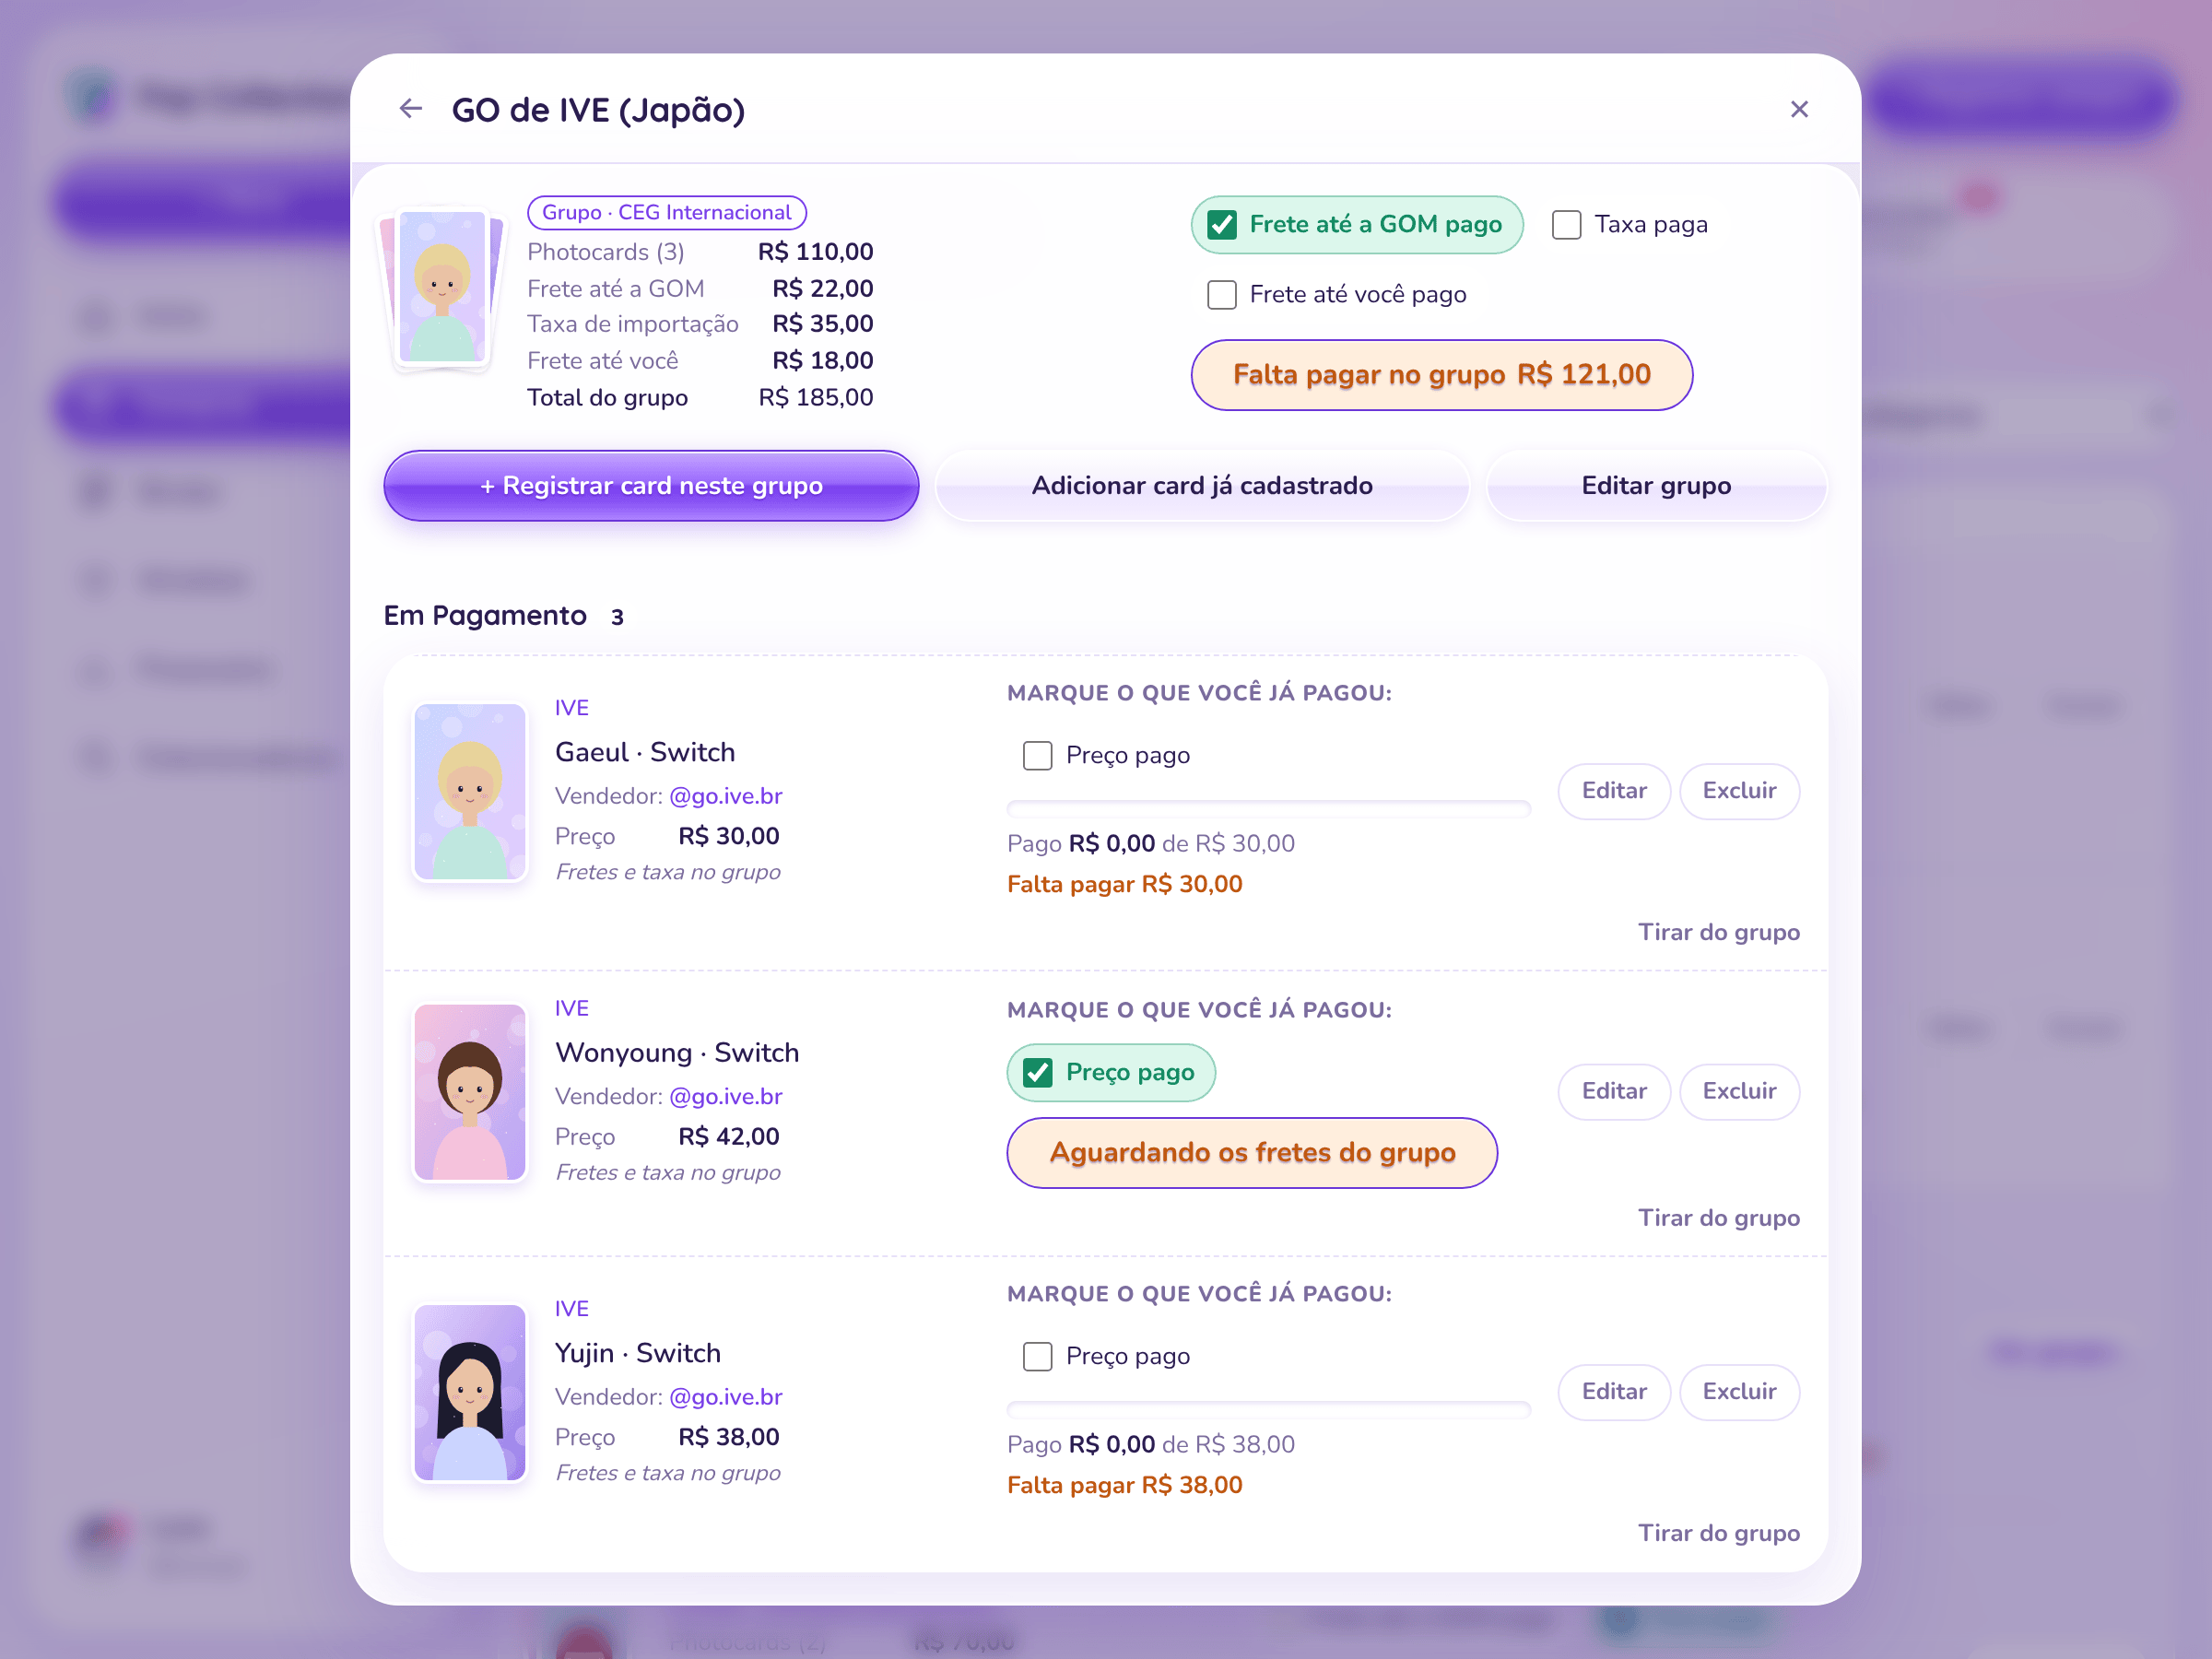 GO de IVE (Japão)
Grupo · CEG Internacional
Photocards (3) R$ 110,00
Frete até a GOM R$ 22,00
Taxa de importação R$ 35,00
Frete até você R$ 18,00
Total do grupo R$ 185,00
Frete até a GOM pago
Taxa paga
Frete até você pago
Falta pagar no grupo R$ 121,00
+ Registrar card neste grupo
Adicionar card já cadastrado
Editar grupo
Em Pagamento 3
IVE
Gaeul · Switch
Vendedor: @go.ive.br
Preço R$ 30,00
Fretes e taxa no grupo
MARQUE O QUE VOCÊ JÁ PAGOU:
Preço pago
Pago R$ 0,00 de R$ 30,00
Falta pagar R$ 30,00
Editar
Excluir
Tirar do grupo
IVE
Wonyoung · Switch
Vendedor: @go.ive.br
Preço R$ 42,00
Fretes e taxa no grupo
MARQUE O QUE VOCÊ JÁ PAGOU:
Preço pago
Aguardando os fretes do grupo
Editar
Excluir
Tirar do grupo
IVE
Yujin · Switch
Vendedor: @go.ive.br
Preço R$ 38,00
Fretes e taxa no grupo
MARQUE O QUE VOCÊ JÁ PAGOU:
Preço pago
Pago R$ 0,00 de R$ 38,00
Falta pagar R$ 38,00
Editar
Excluir
Tirar do grupo
Photocards (2) R$ 70,00